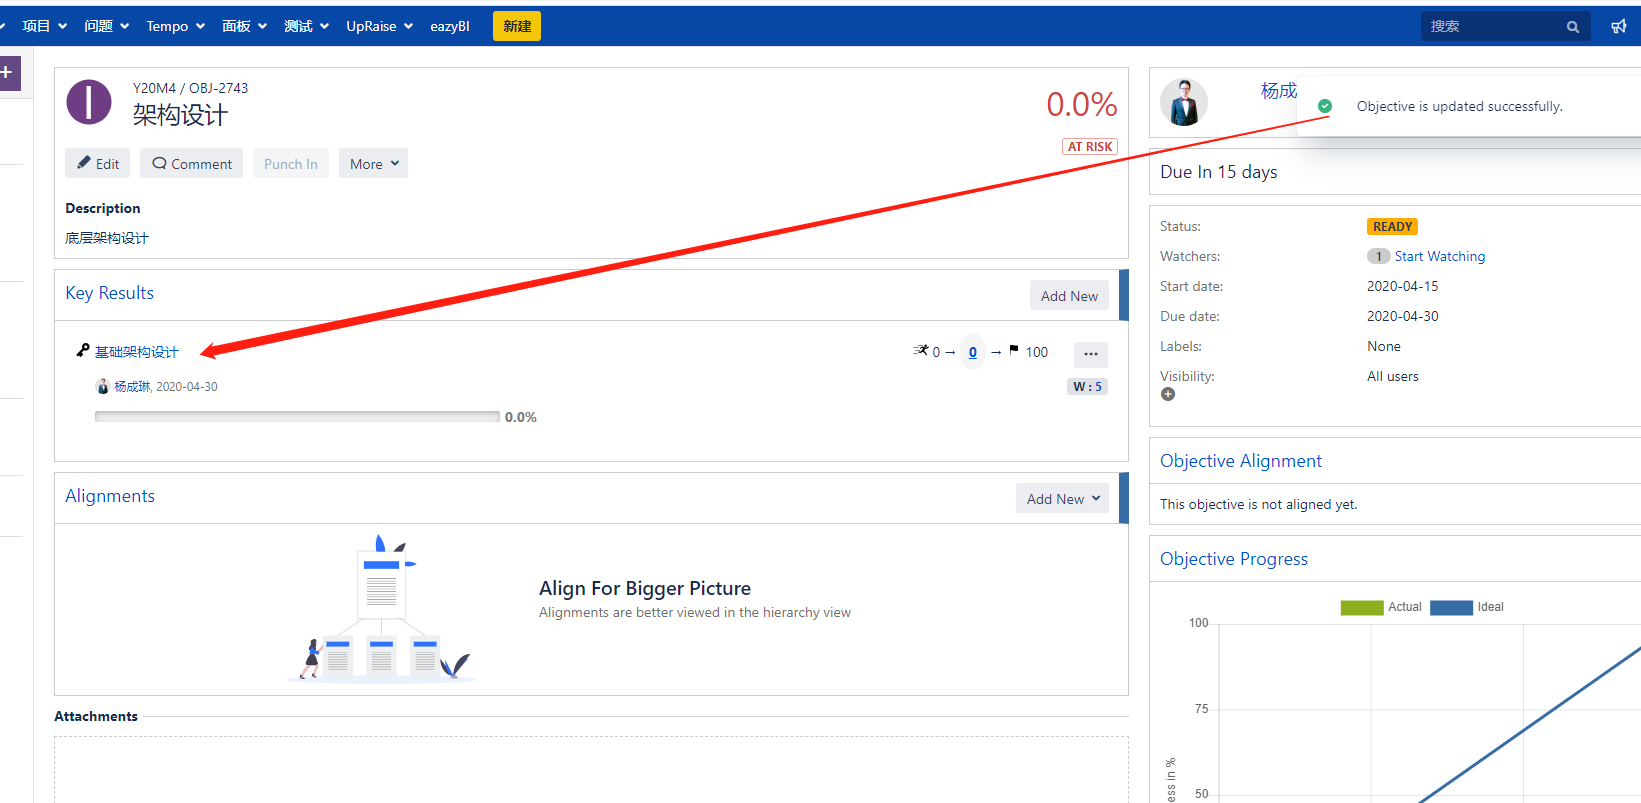 项目 问题 Tempo 面板 测试 UpRaise eazyBI 新建 搜索
+
Y20M4 / OBJ-2743
架构设计
0.0%
AT RISK
Edit Comment Punch In More
Description
底层架构设计
Key Results
Add New
基础架构设计
0 → 0 → 100
...
杨成琳, 2020-04-30
W : 5
0.0%
Alignments
Add New
Align For Bigger Picture
Alignments are better viewed in the hierarchy view
Attachments
杨成
Objective is updated successfully.
Due In 15 days
Status: READY
Watchers: 1 Start Watching
Start date: 2020-04-15
Due date: 2020-04-30
Labels: None
Visibility: All users
Objective Alignment
This objective is not aligned yet.
Objective Progress
Actual Ideal
100
75
50
ess in %